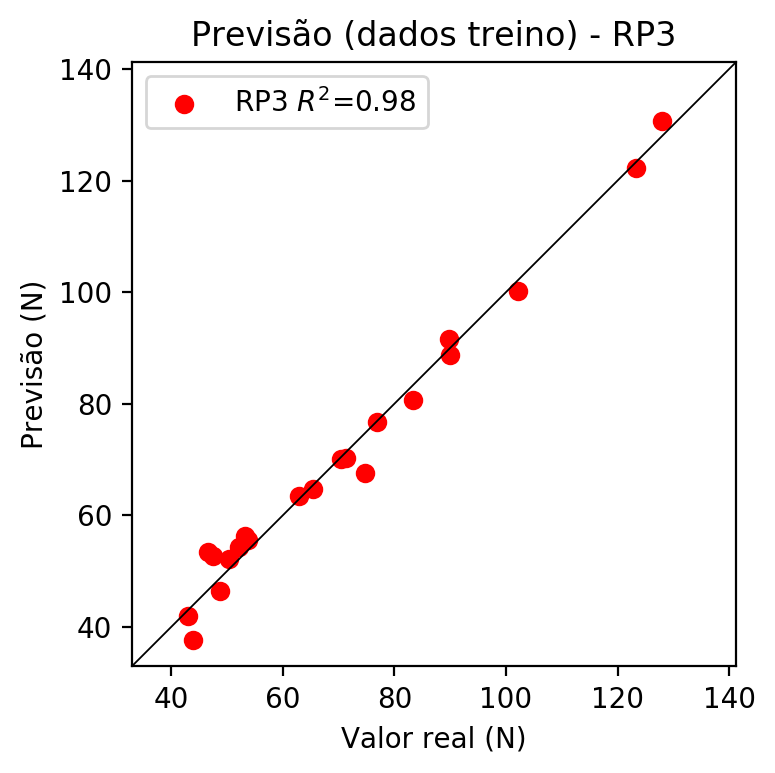 Previsão (dados treino) - RP3
RP3 R²=0.98
140
120
100
80
60
40
Previsão (N)
40 60 80 100 120 140
Valor real (N)